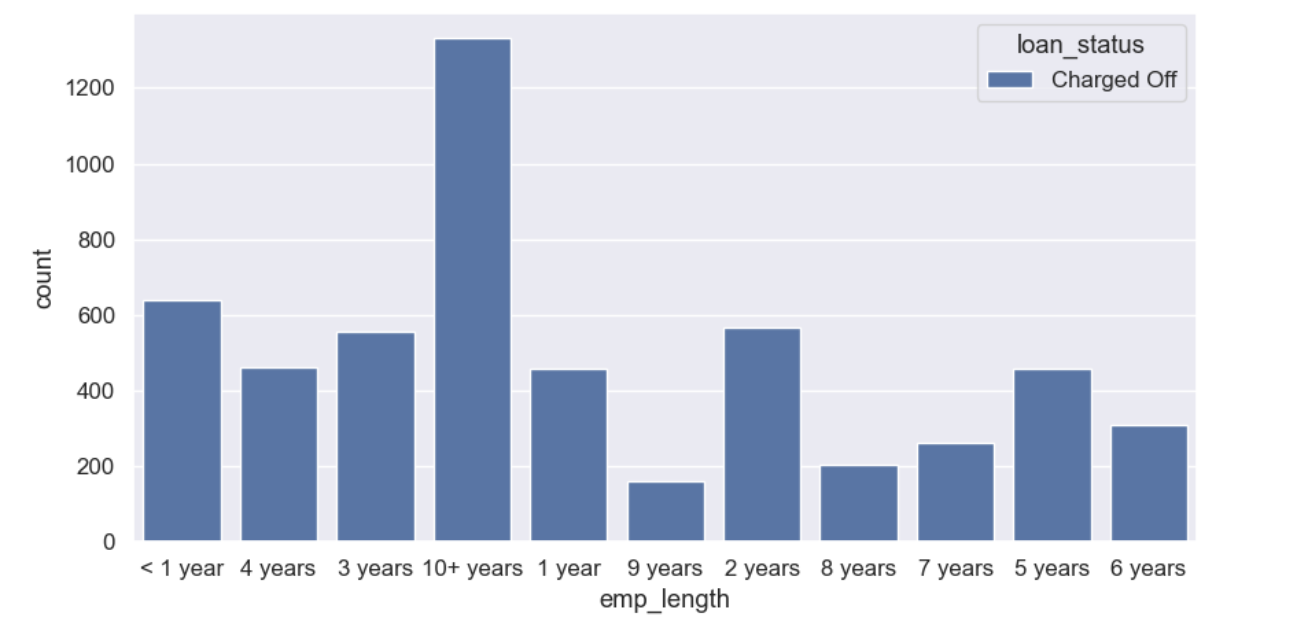 loan_status
Charged Off
1200
1000
800
600
400
200
0
count
< 1 year 4 years 3 years 10+ years 1 year 9 years 2 years 8 years 7 years 5 years 6 years
emp_length